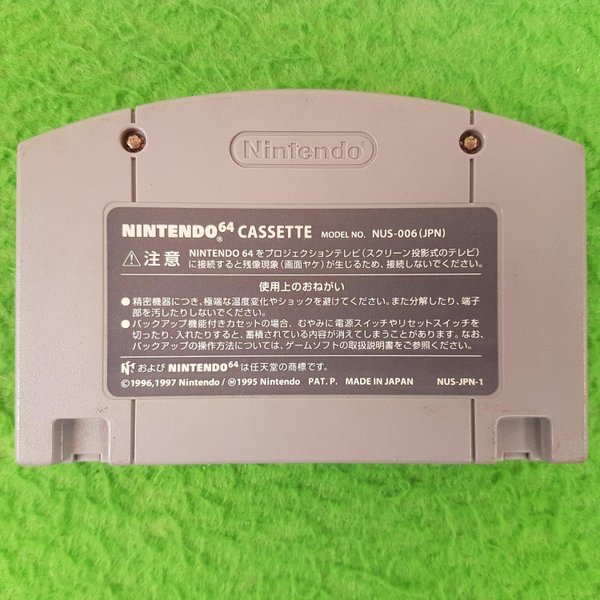 Nintendo
NINTENDO64® CASSETTE MODEL NO. NUS-006(JPN)
⚠注意 NINTENDO 64をプロジェクションテレビ(スクリーン投影式のテレビ)
に接続すると残像現象(画面ヤケ)が生じるため、接続しないでください。
使用上のおねがい
●精密機器につき、極端な温度変化やショックを避けてください。また分解したり、端子
部を汚したりしないでください。
●バックアップ機能付きカセットの場合、むやみに電源スイッチやリセットスイッチを
切ったり、入れたりすると、蓄積されている内容が消えてしまうことがあります。なお、
バックアップの操作方法については、ゲームソフトの取扱説明書をご参照ください。
および NINTENDO64 は任天堂の商標です。
©1996,1997 Nintendo/Ⓜ1995 Nintendo PAT. P. MADE IN JAPAN NUS-JPN-1